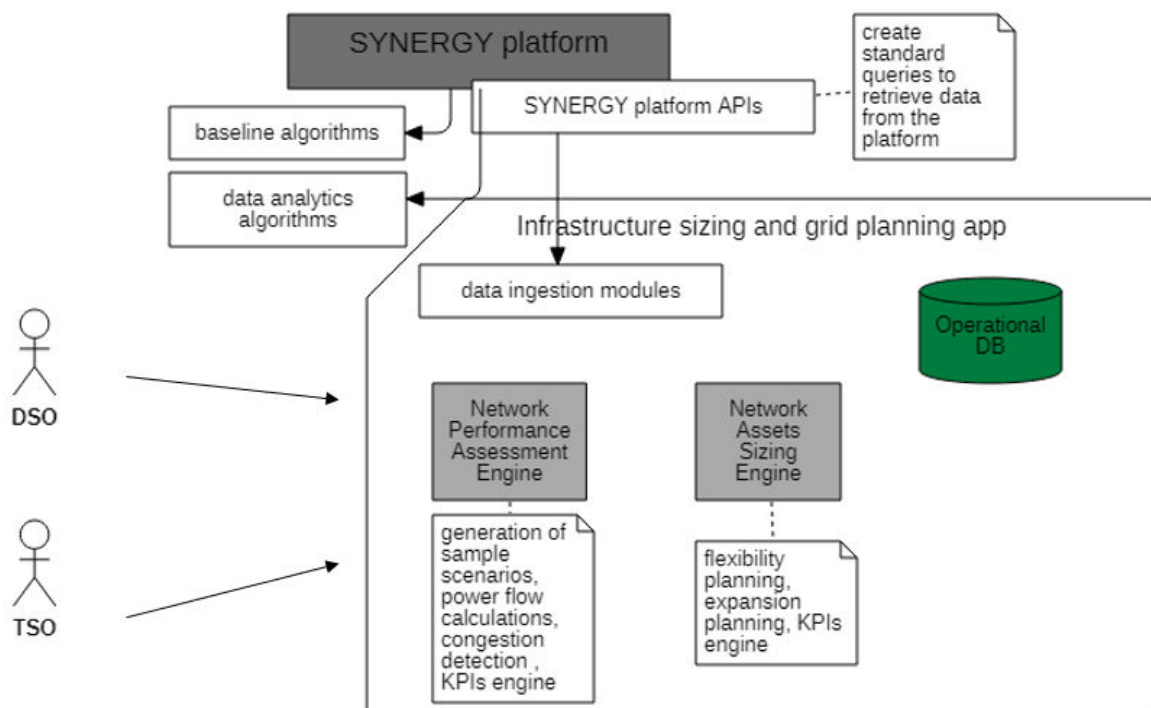 SYNERGY platform
SYNERGY platform APIs
create
standard
queries to
retrieve data
from the
platform
baseline algorithms
data analytics
algorithms
Infrastructure sizing and grid planning app
data ingestion modules
Operational
DB
DSO
Network
Performance
Assessment
Engine
Network
Assets
Sizing
Engine
TSO
generation of
sample
scenarios,
power flow
calculations,
congestion
detection ,
KPIs engine
flexibility
planning,
expansion
planning, KPIs
engine